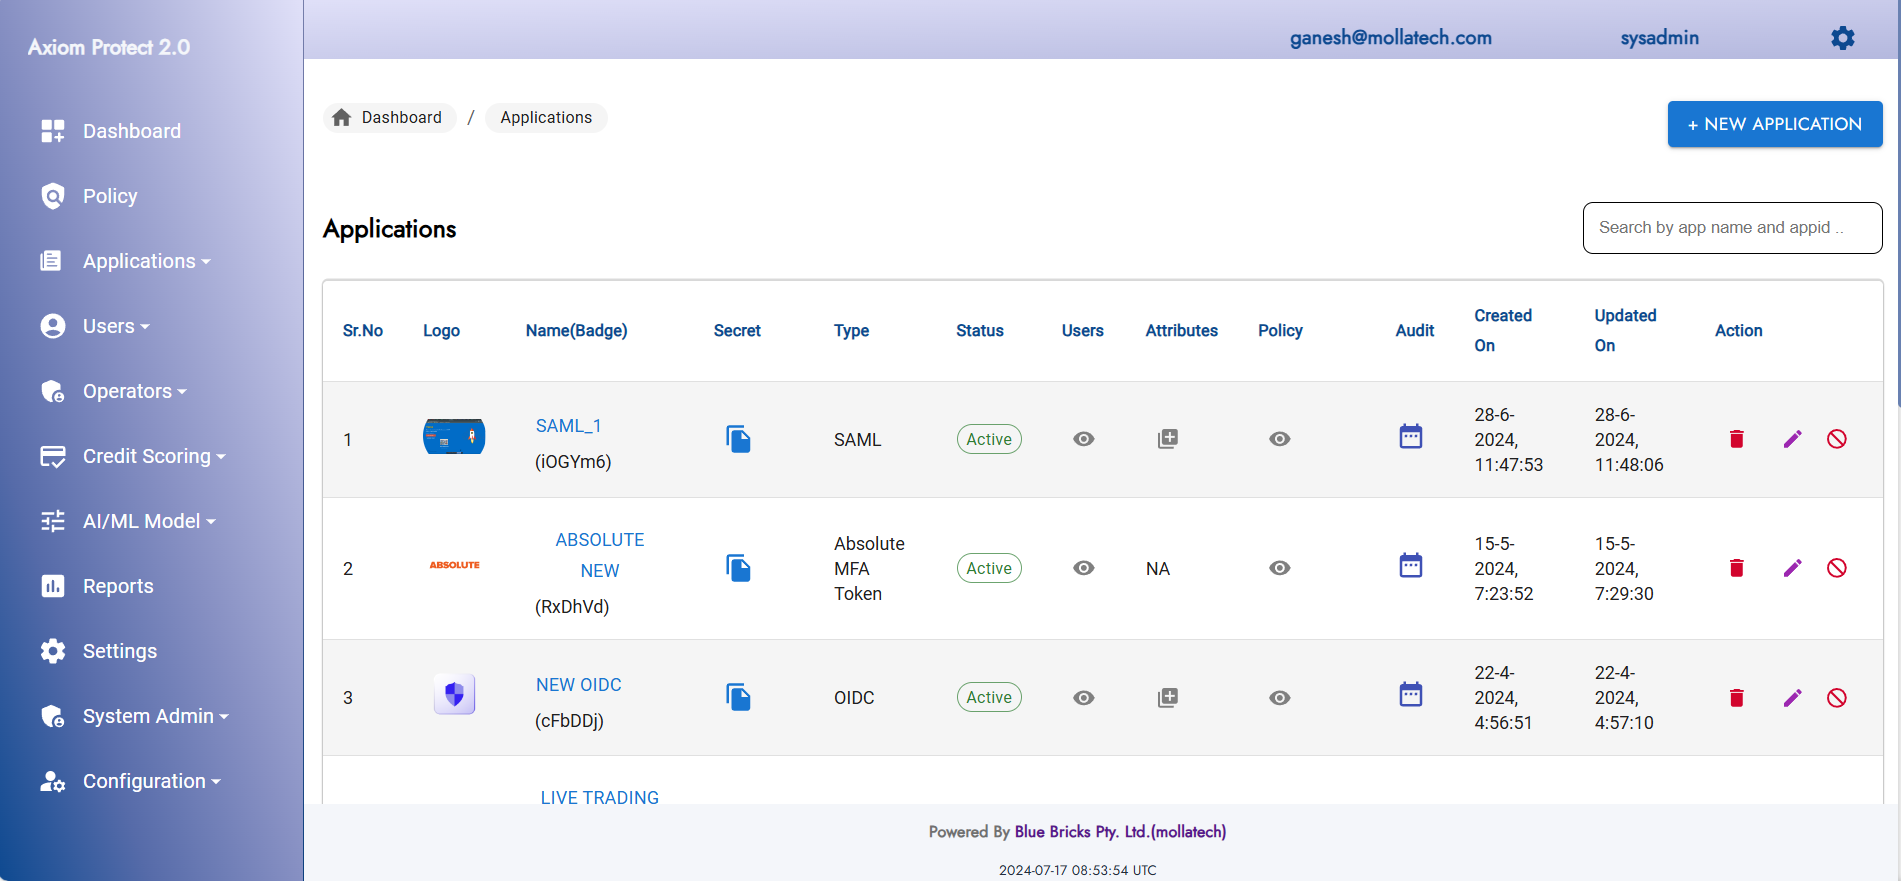 Axiom Protect 2.0
ganesh@mollatech.com
sysadmin
Dashboard
Policy
Applications
Users
Operators
Credit Scoring
AI/ML Model
Reports
Settings
System Admin
Configuration
Dashboard / Applications
+ NEW APPLICATION
Applications
Search by app name and appid ..
Sr.No Logo Name(Badge) Secret Type Status Users Attributes Policy Audit Created On Updated On Action
1
SAML_1
(iOGYm6)
SAML
Active
28-6-
2024,
11:47:53
28-6-
2024,
11:48:06
2
ABSOLUTE
ABSOLUTE
NEW
(RxDhVd)
Absolute
MFA
Token
Active
NA
15-5-
2024,
7:23:52
15-5-
2024,
7:29:30
3
NEW OIDC
(cFbDDj)
OIDC
Active
22-4-
2024,
4:56:51
22-4-
2024,
4:57:10
LIVE TRADING
Powered By Blue Bricks Pty. Ltd.(mollatech)
2024-07-17 08:53:54 UTC